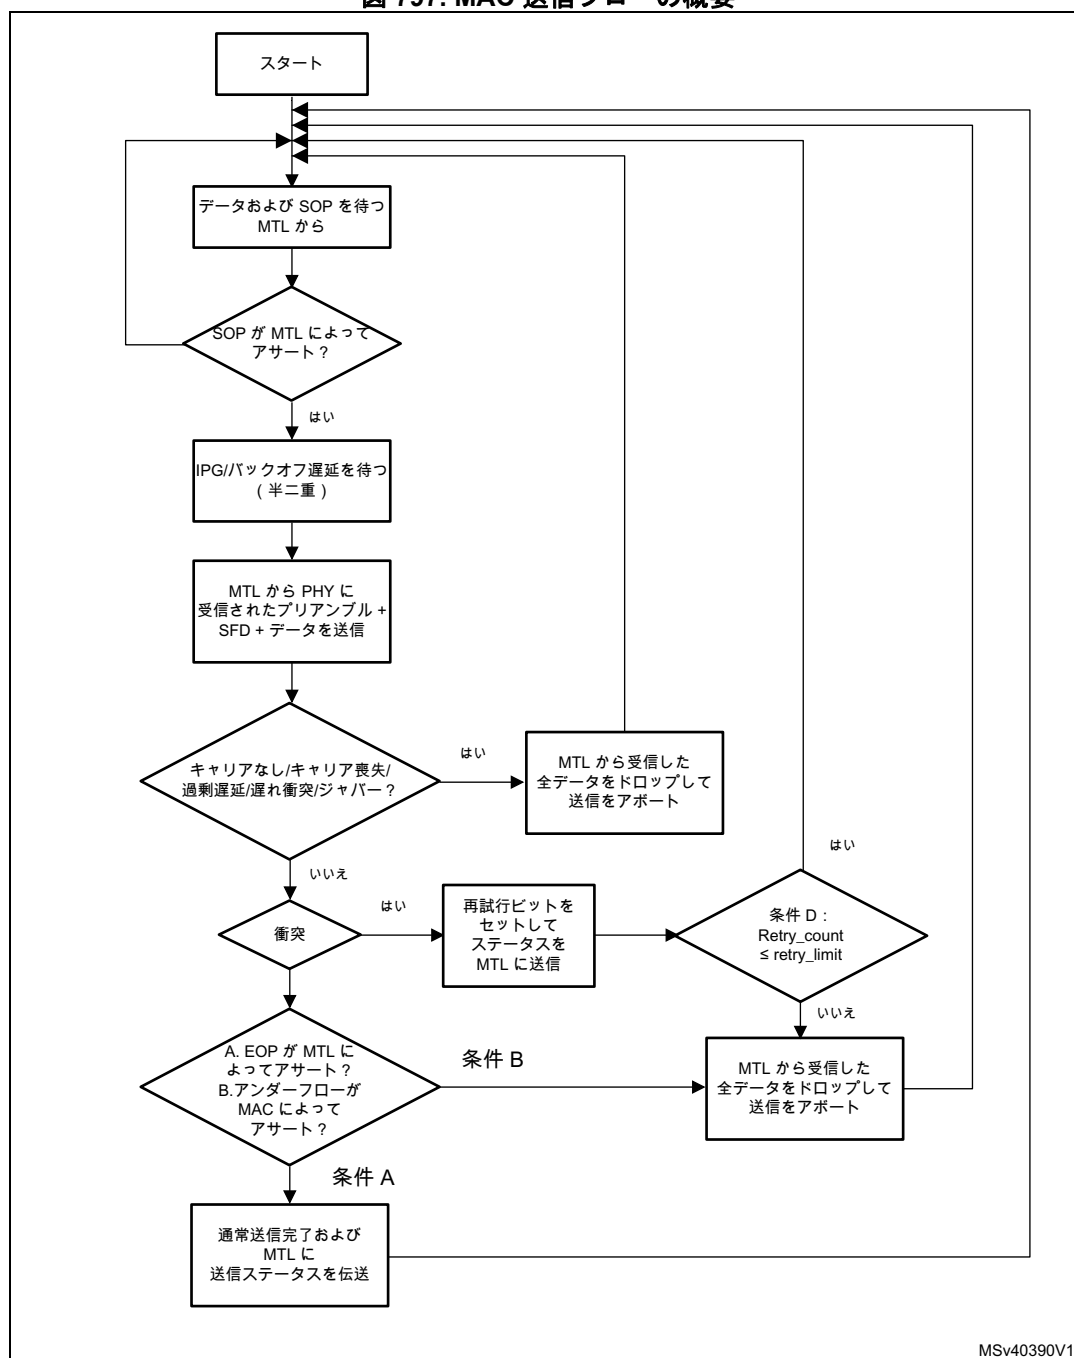 図 797. MAC 送信フローの概要
スタート
データおよび SOP を待つ
MTL から
SOP が MTL によって
アサート？
はい
IPG/バックオフ遅延を待つ
（半二重）
MTL から PHY に
受信されたプリアンブル +
SFD + データを送信
キャリアなし/キャリア喪失/
過剰遅延/遅れ衝突/ジャバー？
はい
MTL から受信した
全データをドロップして
送信をアボート
いいえ
衝突
はい
再試行ビットを
セットして
ステータスを
MTL に送信
はい
条件 D：
Retry_count
≤ retry_limit
いいえ
A. EOP が MTL に
よってアサート？
B.アンダーフローが
MAC によって
アサート？
条件 B
MTL から受信した
全データをドロップして
送信をアボート
条件 A
通常送信完了および
MTL に
送信ステータスを伝送
MSv40390V1